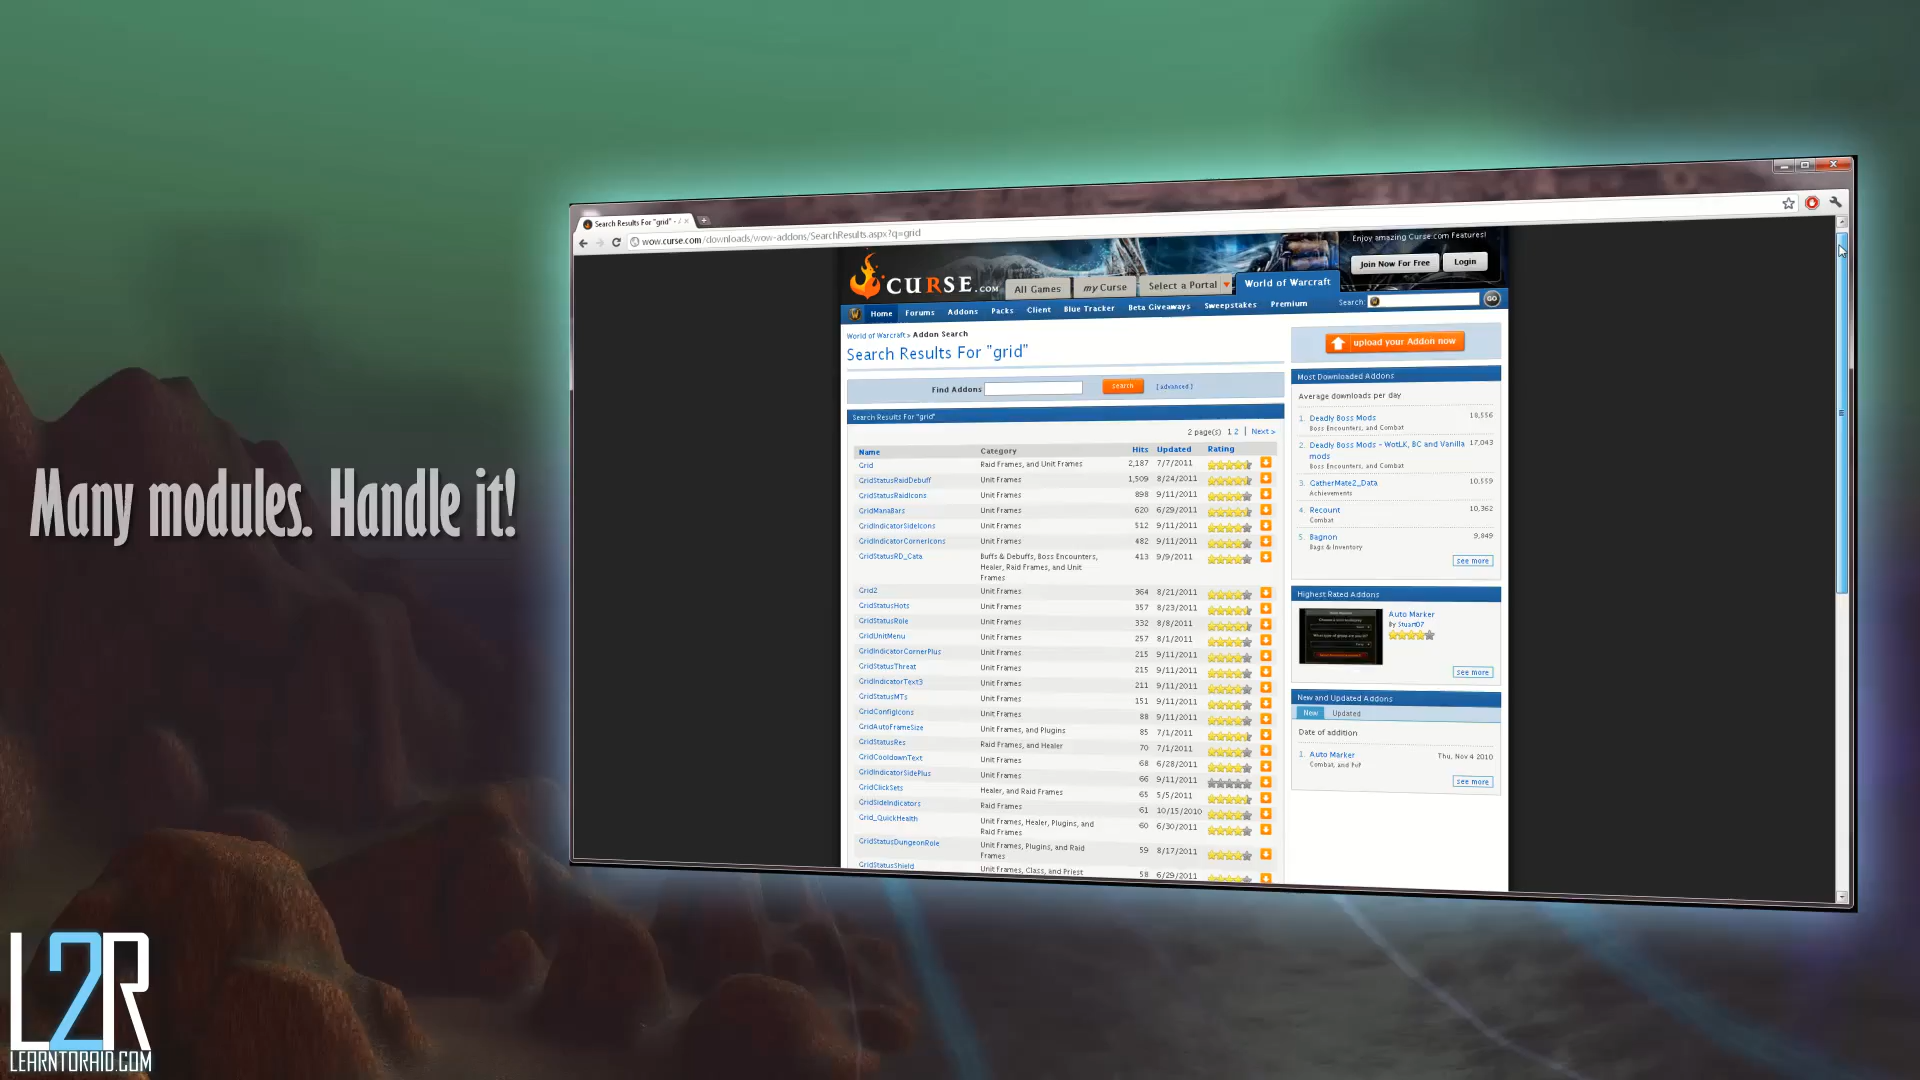 Search Results For "grid" - 
wow.curse.com/downloads/wow-addons/SearchResults.aspx?q=grid
Many modules. Handle it!
L2R
LEARNTORAID.COM
CURSE.COM
All Games my Curse Select a Portal World of Warcraft
Enjoy amazing Curse.com Features!
Join Now For Free Login
Home Forums Addons Packs Client Blue Tracker Beta Giveaways Sweepstakes Premium Search: GO
World of Warcraft » Addon Search
Search Results For "grid"
Find Addons search [advanced]
Search Results For "grid"
2 page(s) 1 2 | Next >
Name Category Hits Updated Rating
Grid Raid Frames, and Unit Frames 2,187 7/7/2011
GridStatusRaidDebuff Unit Frames 1,509 8/24/2011
GridStatusRaidIcons Unit Frames 898 9/11/2011
GridManaBars Unit Frames 620 6/29/2011
GridIndicatorSideIcons Unit Frames 512 9/11/2011
GridIndicatorCornerIcons Unit Frames 482 9/11/2011
GridStatusRD_Cata Buffs & Debuffs, Boss Encounters, 413 9/9/2011
Healer, Raid Frames, and Unit
Frames
Grid2 Unit Frames 364 8/21/2011
GridStatusHots Unit Frames 357 8/23/2011
GridStatusRole Unit Frames 332 8/8/2011
GridUnitMenu Unit Frames 257 8/1/2011
GridIndicatorCornerPlus Unit Frames 215 9/11/2011
GridStatusThreat Unit Frames 215 9/11/2011
GridIndicatorText3 Unit Frames 211 9/11/2011
GridStatusMTs Unit Frames 151 9/11/2011
GridConfigIcons Unit Frames 88 9/11/2011
GridAutoFrameSize Unit Frames, and Plugins 85 7/1/2011
GridStatusRes Raid Frames, and Healer 70 7/1/2011
GridCooldownText Unit Frames 68 6/28/2011
GridIndicatorSidePlus Unit Frames 66 9/11/2011
GridClickSets Healer, and Raid Frames 65 5/5/2011
GridSideIndicators Raid Frames 61 10/15/2010
Grid_QuickHealth Unit Frames, Healer, Plugins, and 60 6/30/2011
Raid Frames
GridStatusDungeonRole Unit Frames, Plugins, and Raid 59 8/17/2011
Frames
GridStatusShield Unit Frames, Class, and Priest 58 6/29/2011
upload your Addon now
Most Downloaded Addons
Average downloads per day
1. Deadly Boss Mods 18,556
Boss Encounters, and Combat
2. Deadly Boss Mods - WotLK, BC and Vanilla 17,043
mods
Boss Encounters, and Combat
3. GatherMate2_Data 10,559
Achievements
4. Recount 10,362
Combat
5. Bagnon 9,849
Bags & Inventory
see more
Highest Rated Addons
Auto Marker
By Stuart07
see more
New and Updated Addons
New Updated
Date of addition
1. Auto Marker Thu, Nov 4 2010
Combat, and PvP
see more